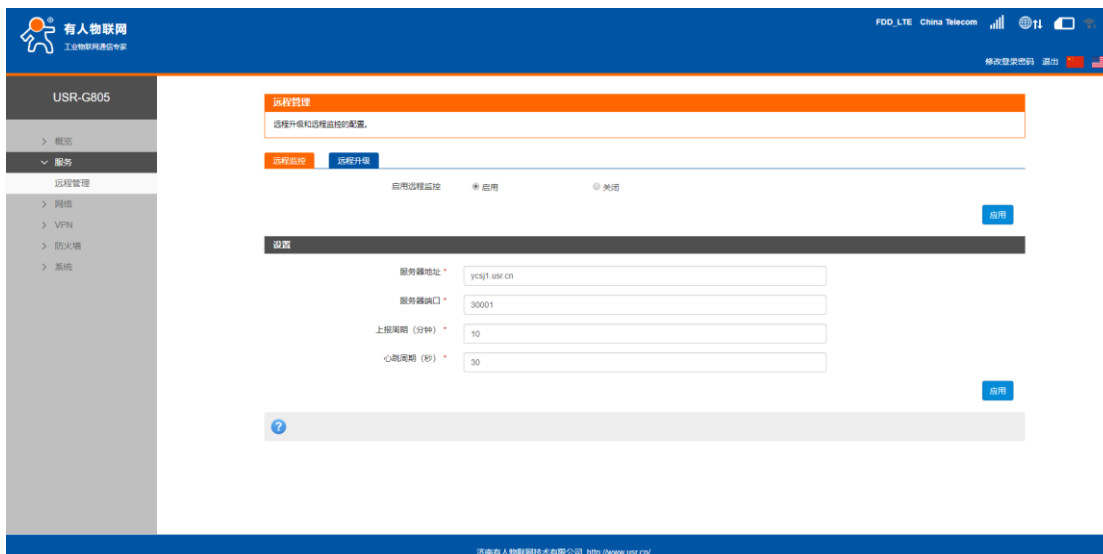 有人物联网
工业物联网通信专家
FDD_LTE China Telecom
修改登录密码 退出
USR-G805
> 概览
服务
远程管理
> 网络
> VPN
> 防火墙
> 系统
远程管理
远程升级和远程监控的配置。
远程监控 远程升级
启用远程监控 启用 关闭
应用
设置
服务器地址 * ycsj1.usr.cn
服务器端口 * 30001
上报周期（分钟） * 10
心跳周期（秒） * 30
应用
济南有人物联网技术有限公司 http://www.usr.cn/